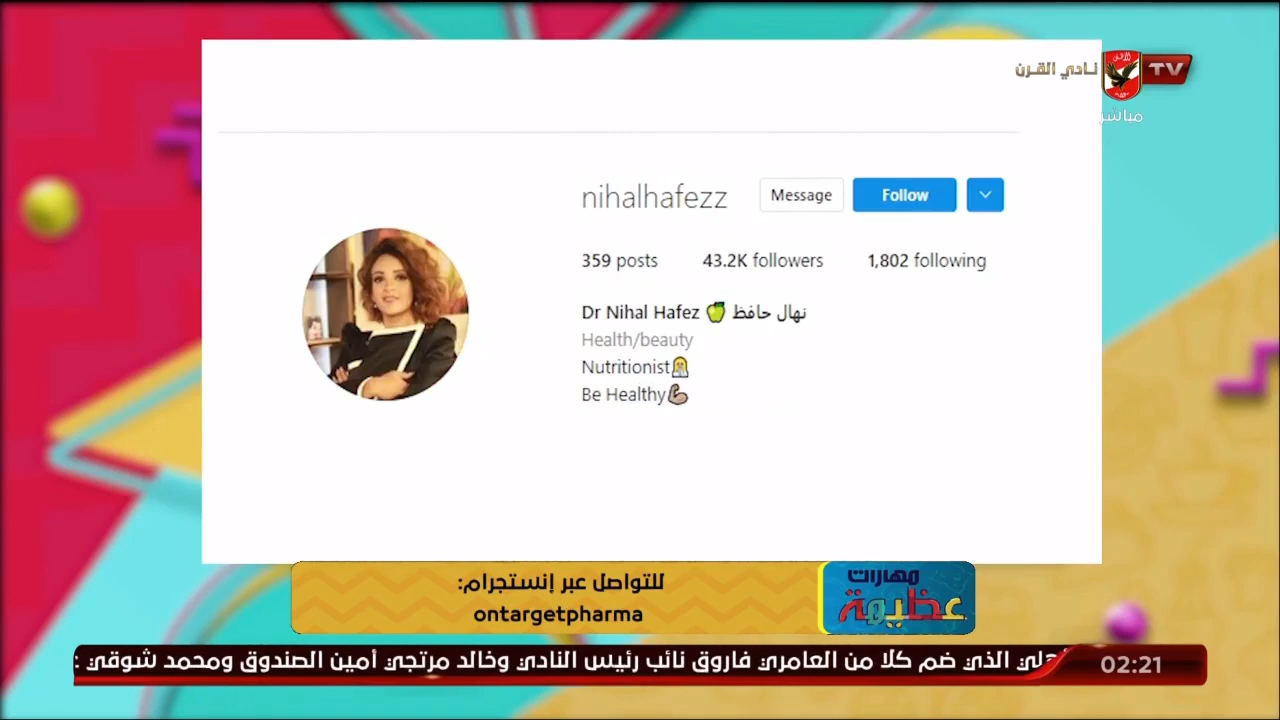 نادي القرن
TV
مباشر
nihalhafezz
Message
Follow
359 posts
43.2K followers
1,802 following
Dr Nihal Hafez 🍏 نهال حافظ
Health/beauty
Nutritionist
Be Healthy💪
للتواصل عبر إنستجرام:
ontargetpharma
مهارات
عظيمة
الذي ضم كلا من العامري فاروق نائب رئيس النادي وخالد مرتجي أمين الصندوق ومحمد شوقي
02:21